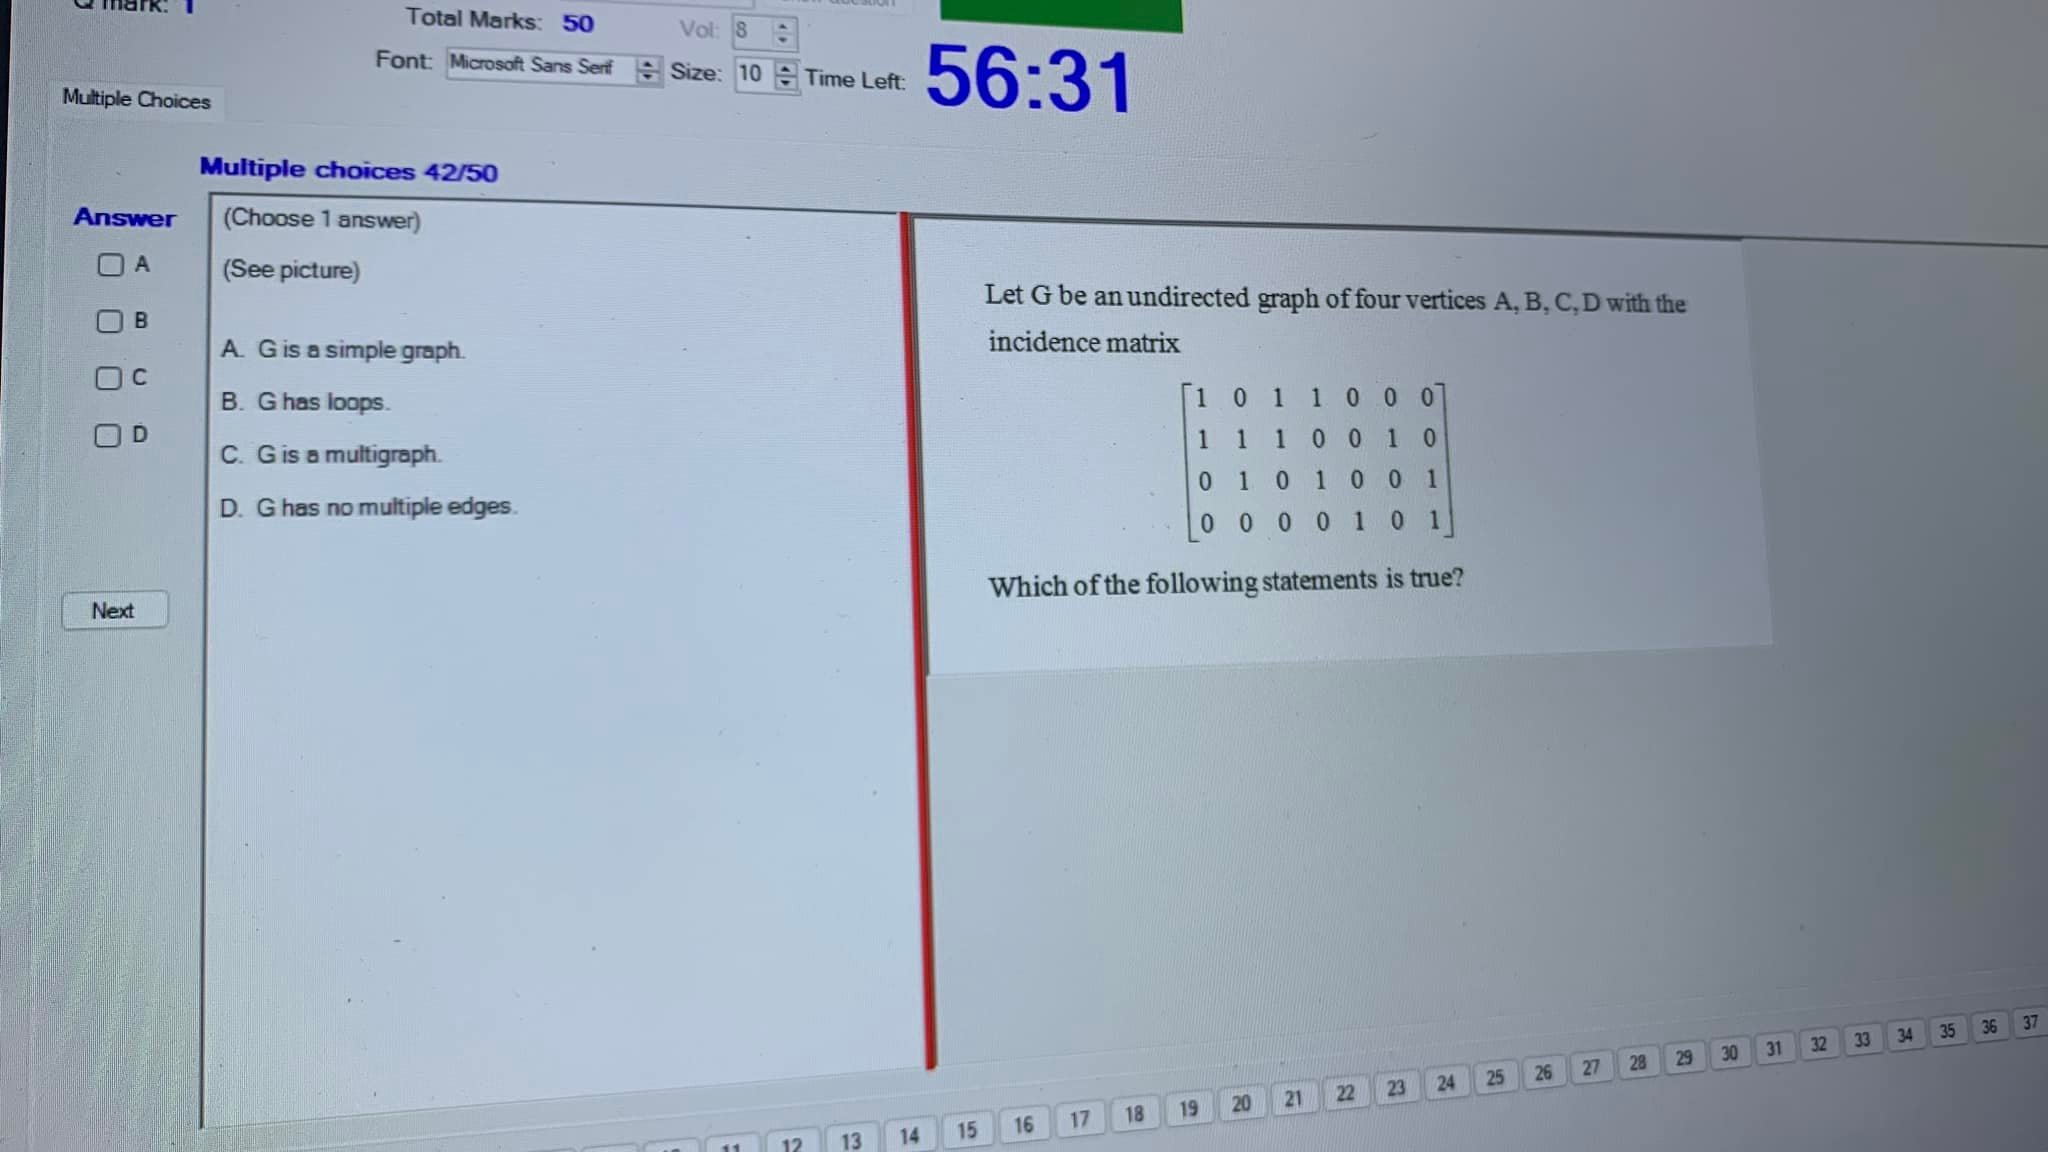 mark: 1
Total Marks: 50
Vol: 8
Font: Microsoft Sans Serif
Size: 10
Time Left: 56:31
Multiple Choices
Multiple choices 42/50
Answer
A
B
C
D
Next
(Choose 1 answer)
(See picture)
A. G is a simple graph.
B. G has loops.
C. G is a multigraph.
D. G has no multiple edges.
Let G be an undirected graph of four vertices A, B, C, D with the
incidence matrix
1 0 1 1 0 0 0
1 1 1 0 0 1 0
0 1 0 1 0 0 1
0 0 0 0 1 0 1
Which of the following statements is true?
11 12 13 14 15 16 17 18 19 20 21 22 23 24 25 26 27 28 29 30 31 32 33 34 35 36 37